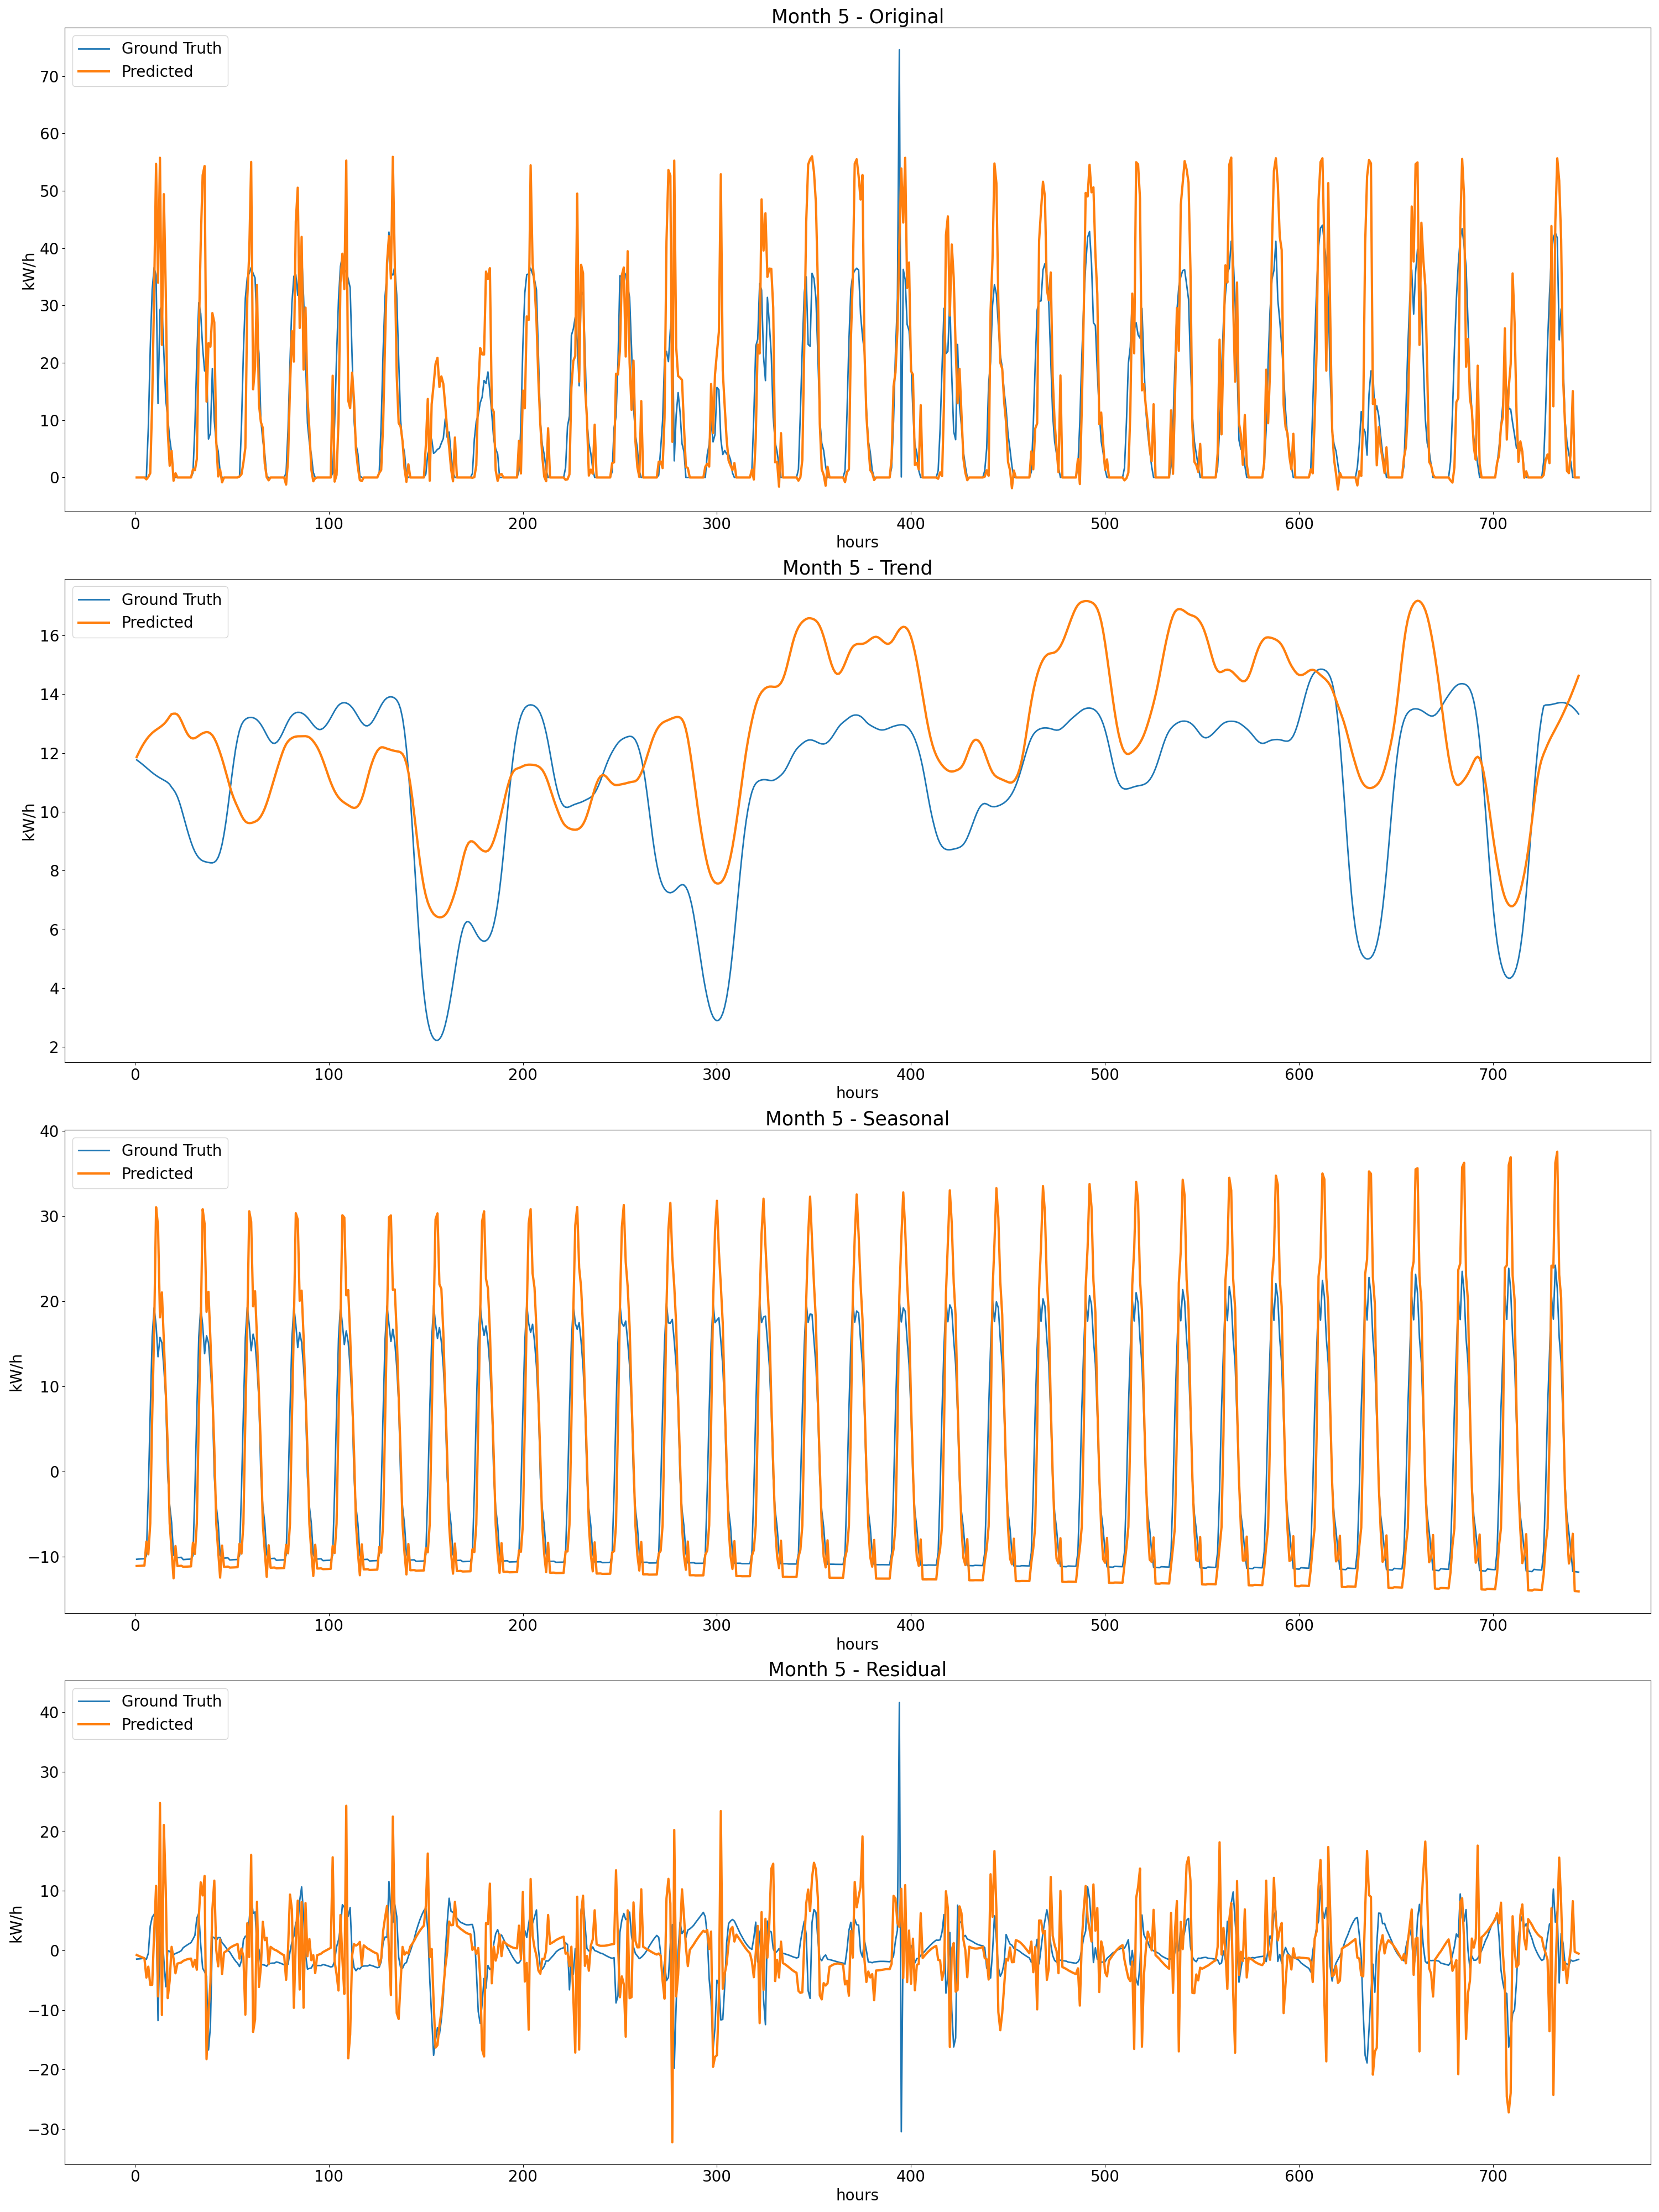 Month 5 - Original
Ground Truth
Predicted
kW/h
70
60
50
40
30
20
10
0
0 100 200 300 400 500 600 700
hours
Month 5 - Trend
Ground Truth
Predicted
kW/h
16
14
12
10
8
6
4
2
0 100 200 300 400 500 600 700
hours
Month 5 - Seasonal
Ground Truth
Predicted
kW/h
40
30
20
10
0
−10
0 100 200 300 400 500 600 700
hours
Month 5 - Residual
Ground Truth
Predicted
kW/h
40
30
20
10
0
−10
−20
−30
0 100 200 300 400 500 600 700
hours